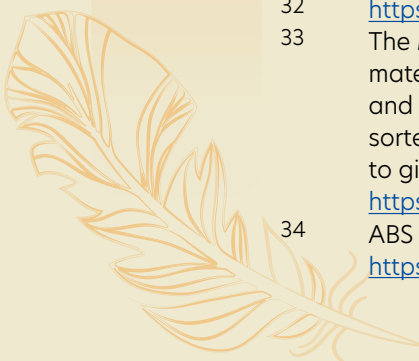 32 https
33 The
mate
and
sorte
to gi
https
34 ABS
https